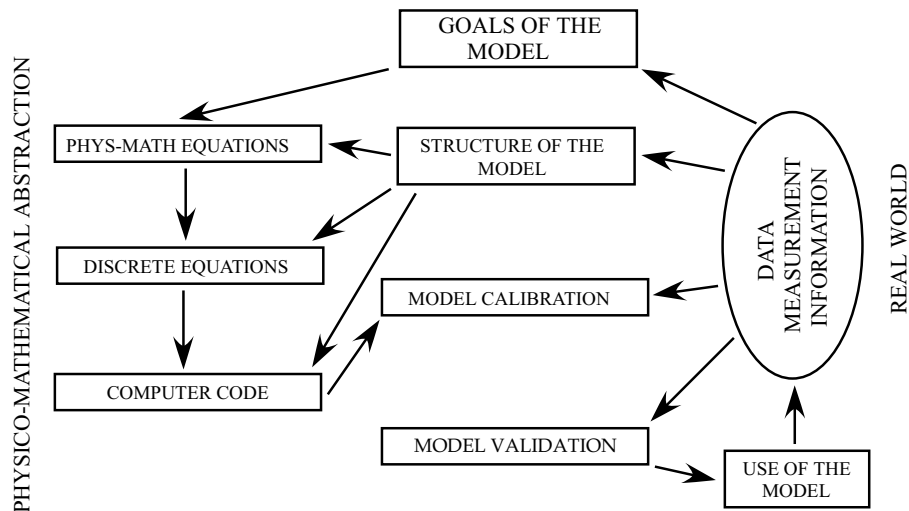 PHYSICO-MATHEMATICAL ABSTRACTION
GOALS OF THE
MODEL
PHYS-MATH EQUATIONS
STRUCTURE OF THE
MODEL
DISCRETE EQUATIONS
MODEL CALIBRATION
COMPUTER CODE
MODEL VALIDATION
USE OF THE
MODEL
DATA
MEASUREMENT
INFORMATION
REAL WORLD